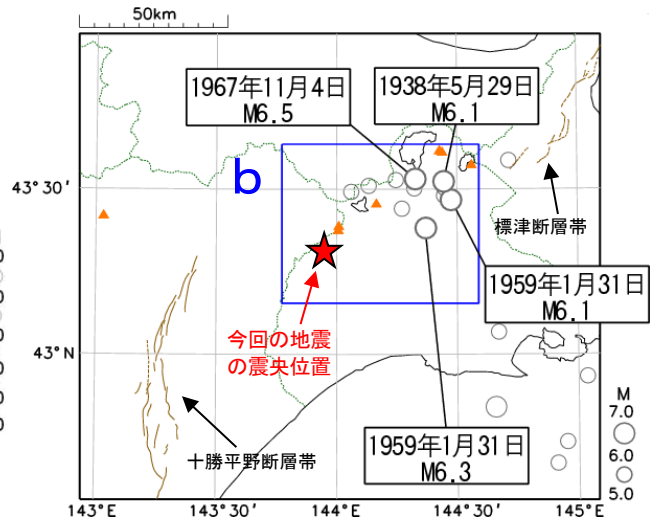 50km
1967年11月4日
M6.5
1938年5月29日
M6.1
b
43°30′
標津断層帯
1959年1月31日
M6.1
今回の地震
の震央位置
43°N
M
7.0
6.0
5.0
1959年1月31日
M6.3
十勝平野断層帯
143°E
143°30′
144°E
144°30′
145°E